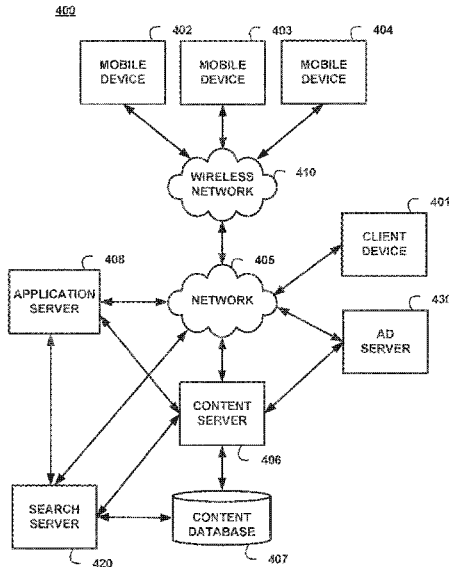 400
402
403
404
MOBILE
DEVICE
MOBILE
DEVICE
MOBILE
DEVICE
WIRELESS
NETWORK
410
401
CLIENT
DEVICE
408
APPLICATION
SERVER
405
NETWORK
430
AD
SERVER
CONTENT
SERVER
406
SEARCH
SERVER
420
CONTENT
DATABASE
407